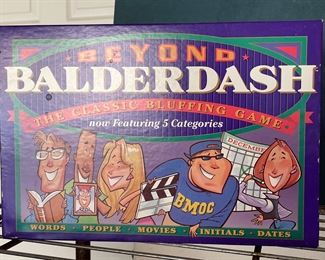 BEYOND
BALDERDASH
THE CLASSIC BLUFFING GAME
now Featuring 5 Categories
DECEMBER
BMOC
WORDS • PEOPLE • MOVIES • INITIALS • DATES